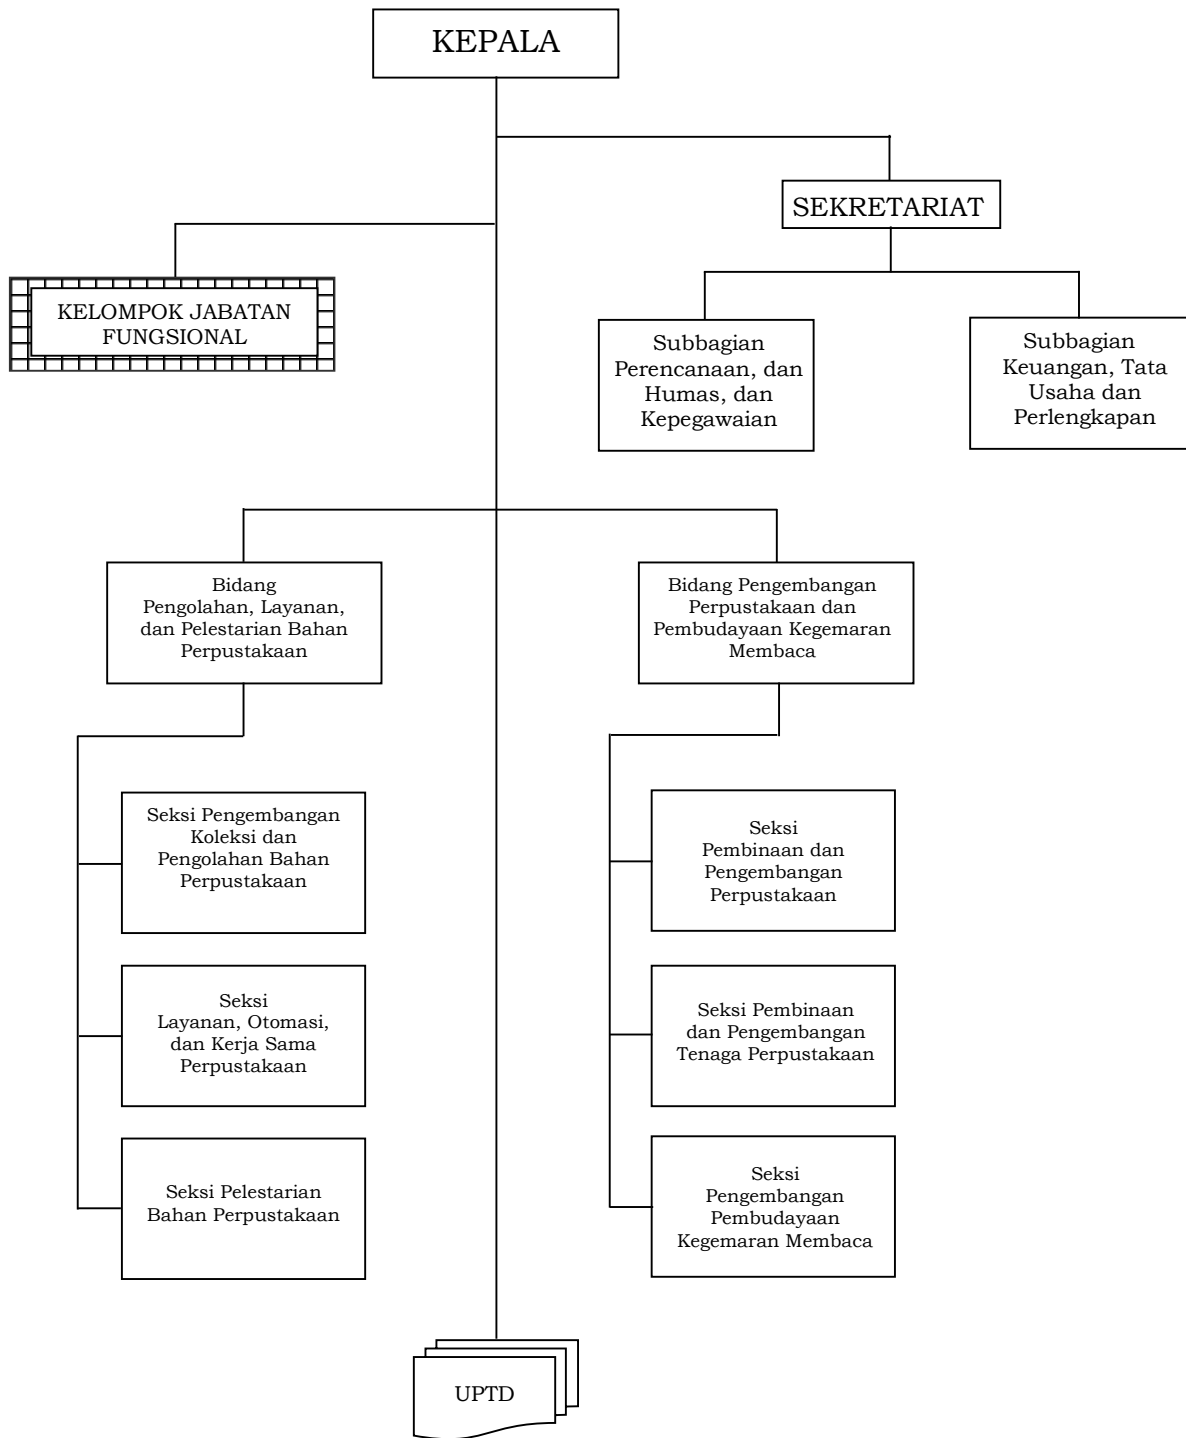 KEPALA
SEKRETARIAT
KELOMPOK JABATAN
FUNGSIONAL
Subbagian
Perencanaan, dan
Humas, dan
Kepegawaian
Subbagian
Keuangan, Tata
Usaha dan
Perlengkapan
Bidang
Pengolahan, Layanan,
dan Pelestarian Bahan
Perpustakaan
Bidang Pengembangan
Perpustakaan dan
Pembudayaan Kegemaran
Membaca
Seksi Pengembangan
Koleksi dan
Pengolahan Bahan
Perpustakaan
Seksi
Layanan, Otomasi,
dan Kerja Sama
Perpustakaan
Seksi Pelestarian
Bahan Perpustakaan
Seksi
Pembinaan dan
Pengembangan
Perpustakaan
Seksi Pembinaan
dan Pengembangan
Tenaga Perpustakaan
Seksi
Pengembangan
Pembudayaan
Kegemaran Membaca
UPTD